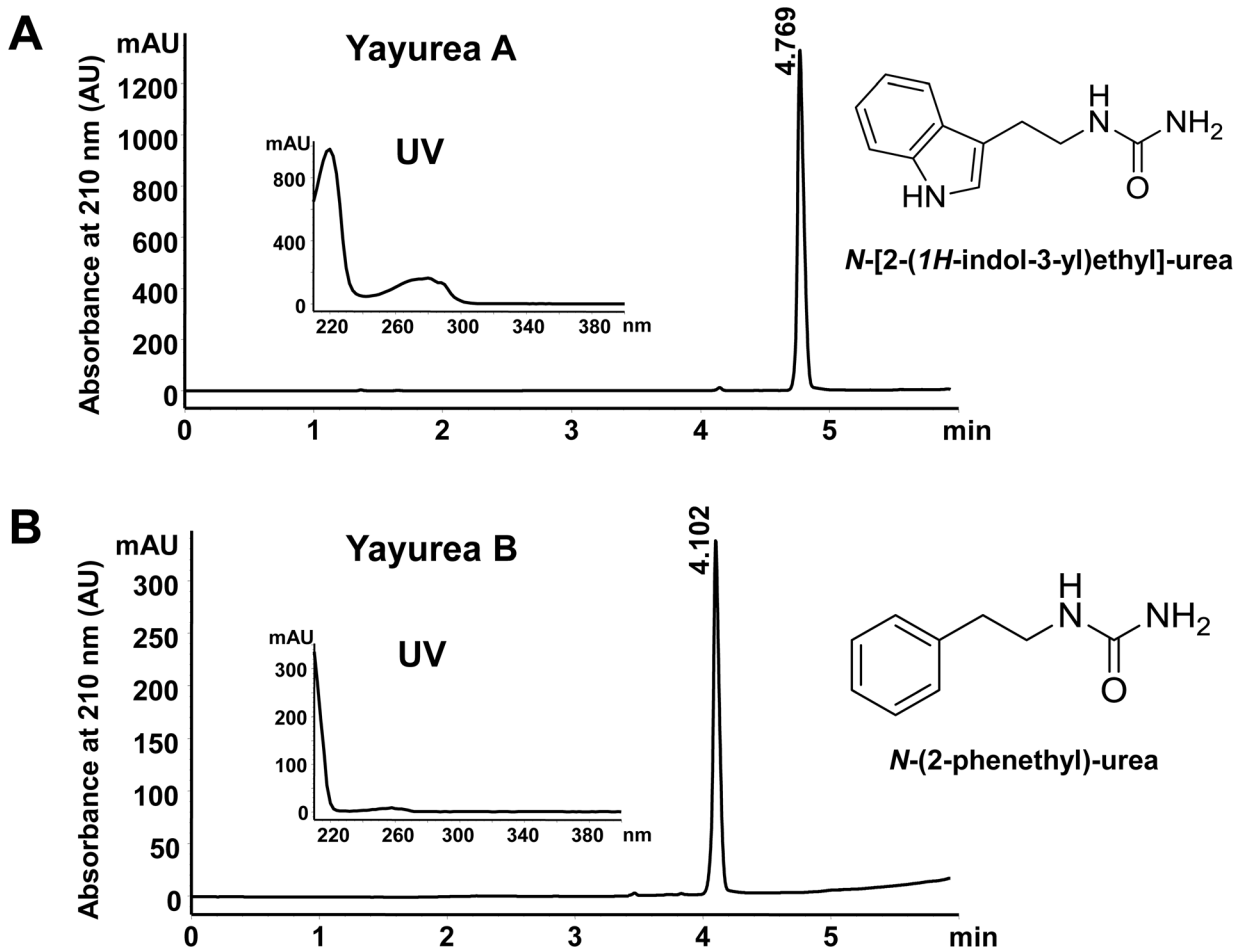 A
Yayurea A
mAU
Absorbance at 210 nm (AU)
1200
1000
800
600
400
200
0
0 1 2 3 4 5 min
4.769
UV
mAU
800
400
0
220 260 300 340 380 nm
H
N
NH2
O
HN
N-[2-(1H-indol-3-yl)ethyl]-urea
B
Yayurea B
mAU
Absorbance at 210 nm (AU)
300
250
200
150
100
50
0
0 1 2 3 4 5 min
4.102
UV
mAU
300
200
100
0
220 260 300 340 380 nm
H
N
NH2
O
N-(2-phenethyl)-urea